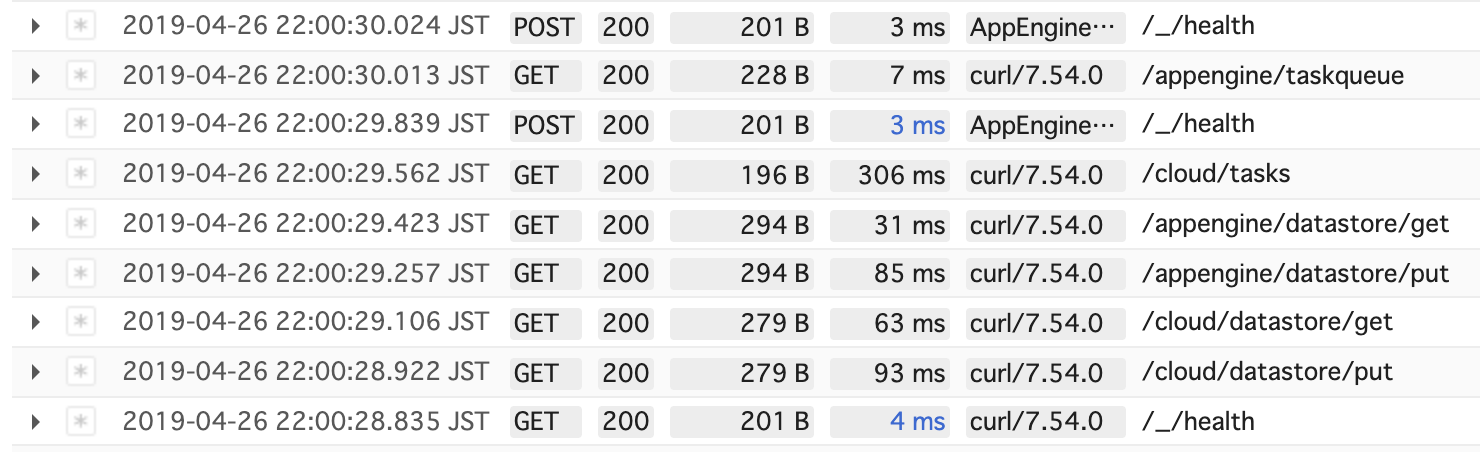 2019-04-26 22:00:30.024 JST POST 200 201 B 3 ms AppEngine··· /_/health
2019-04-26 22:00:30.013 JST GET 200 228 B 7 ms curl/7.54.0 /appengine/taskqueue
2019-04-26 22:00:29.839 JST POST 200 201 B 3 ms AppEngine··· /_/health
2019-04-26 22:00:29.562 JST GET 200 196 B 306 ms curl/7.54.0 /cloud/tasks
2019-04-26 22:00:29.423 JST GET 200 294 B 31 ms curl/7.54.0 /appengine/datastore/get
2019-04-26 22:00:29.257 JST GET 200 294 B 85 ms curl/7.54.0 /appengine/datastore/put
2019-04-26 22:00:29.106 JST GET 200 279 B 63 ms curl/7.54.0 /cloud/datastore/get
2019-04-26 22:00:28.922 JST GET 200 279 B 93 ms curl/7.54.0 /cloud/datastore/put
2019-04-26 22:00:28.835 JST GET 200 201 B 4 ms curl/7.54.0 /_/health